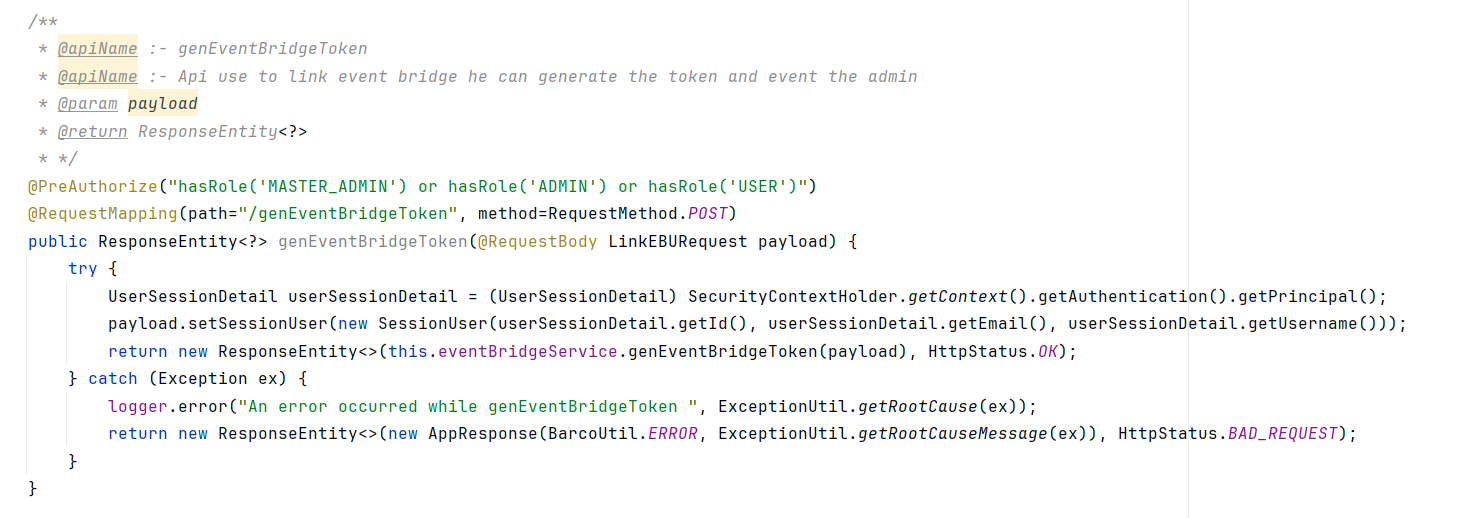 /**
 * @apiName :- genEventBridgeToken
 * @apiName :- Api use to link event bridge he can generate the token and event the admin
 * @param payload
 * @return ResponseEntity<?>
 * */
@PreAuthorize("hasRole('MASTER_ADMIN') or hasRole('ADMIN') or hasRole('USER')")
@RequestMapping(path="/genEventBridgeToken", method=RequestMethod.POST)
public ResponseEntity<?> genEventBridgeToken(@RequestBody LinkEBURequest payload) {
    try {
        UserSessionDetail userSessionDetail = (UserSessionDetail) SecurityContextHolder.getContext().getAuthentication().getPrincipal();
        payload.setSessionUser(new SessionUser(userSessionDetail.getId(), userSessionDetail.getEmail(), userSessionDetail.getUsername()));
        return new ResponseEntity<>(this.eventBridgeService.genEventBridgeToken(payload), HttpStatus.OK);
    } catch (Exception ex) {
        logger.error("An error occurred while genEventBridgeToken ", ExceptionUtil.getRootCause(ex));
        return new ResponseEntity<>(new AppResponse(BarcoUtil.ERROR, ExceptionUtil.getRootCauseMessage(ex)), HttpStatus.BAD_REQUEST);
    }
}